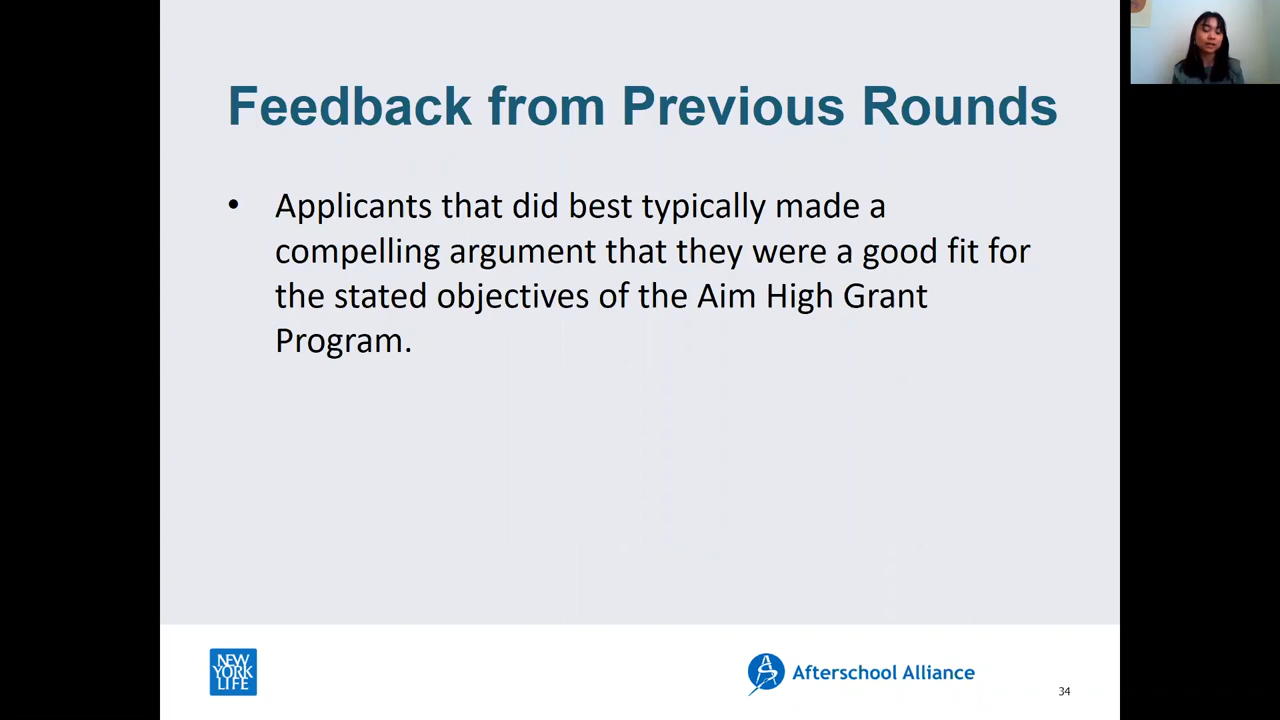 Feedback from Previous Rounds
• Applicants that did best typically made a
compelling argument that they were a good fit for
the stated objectives of the Aim High Grant
Program.
NEW
YORK
LIFE
Afterschool Alliance
34